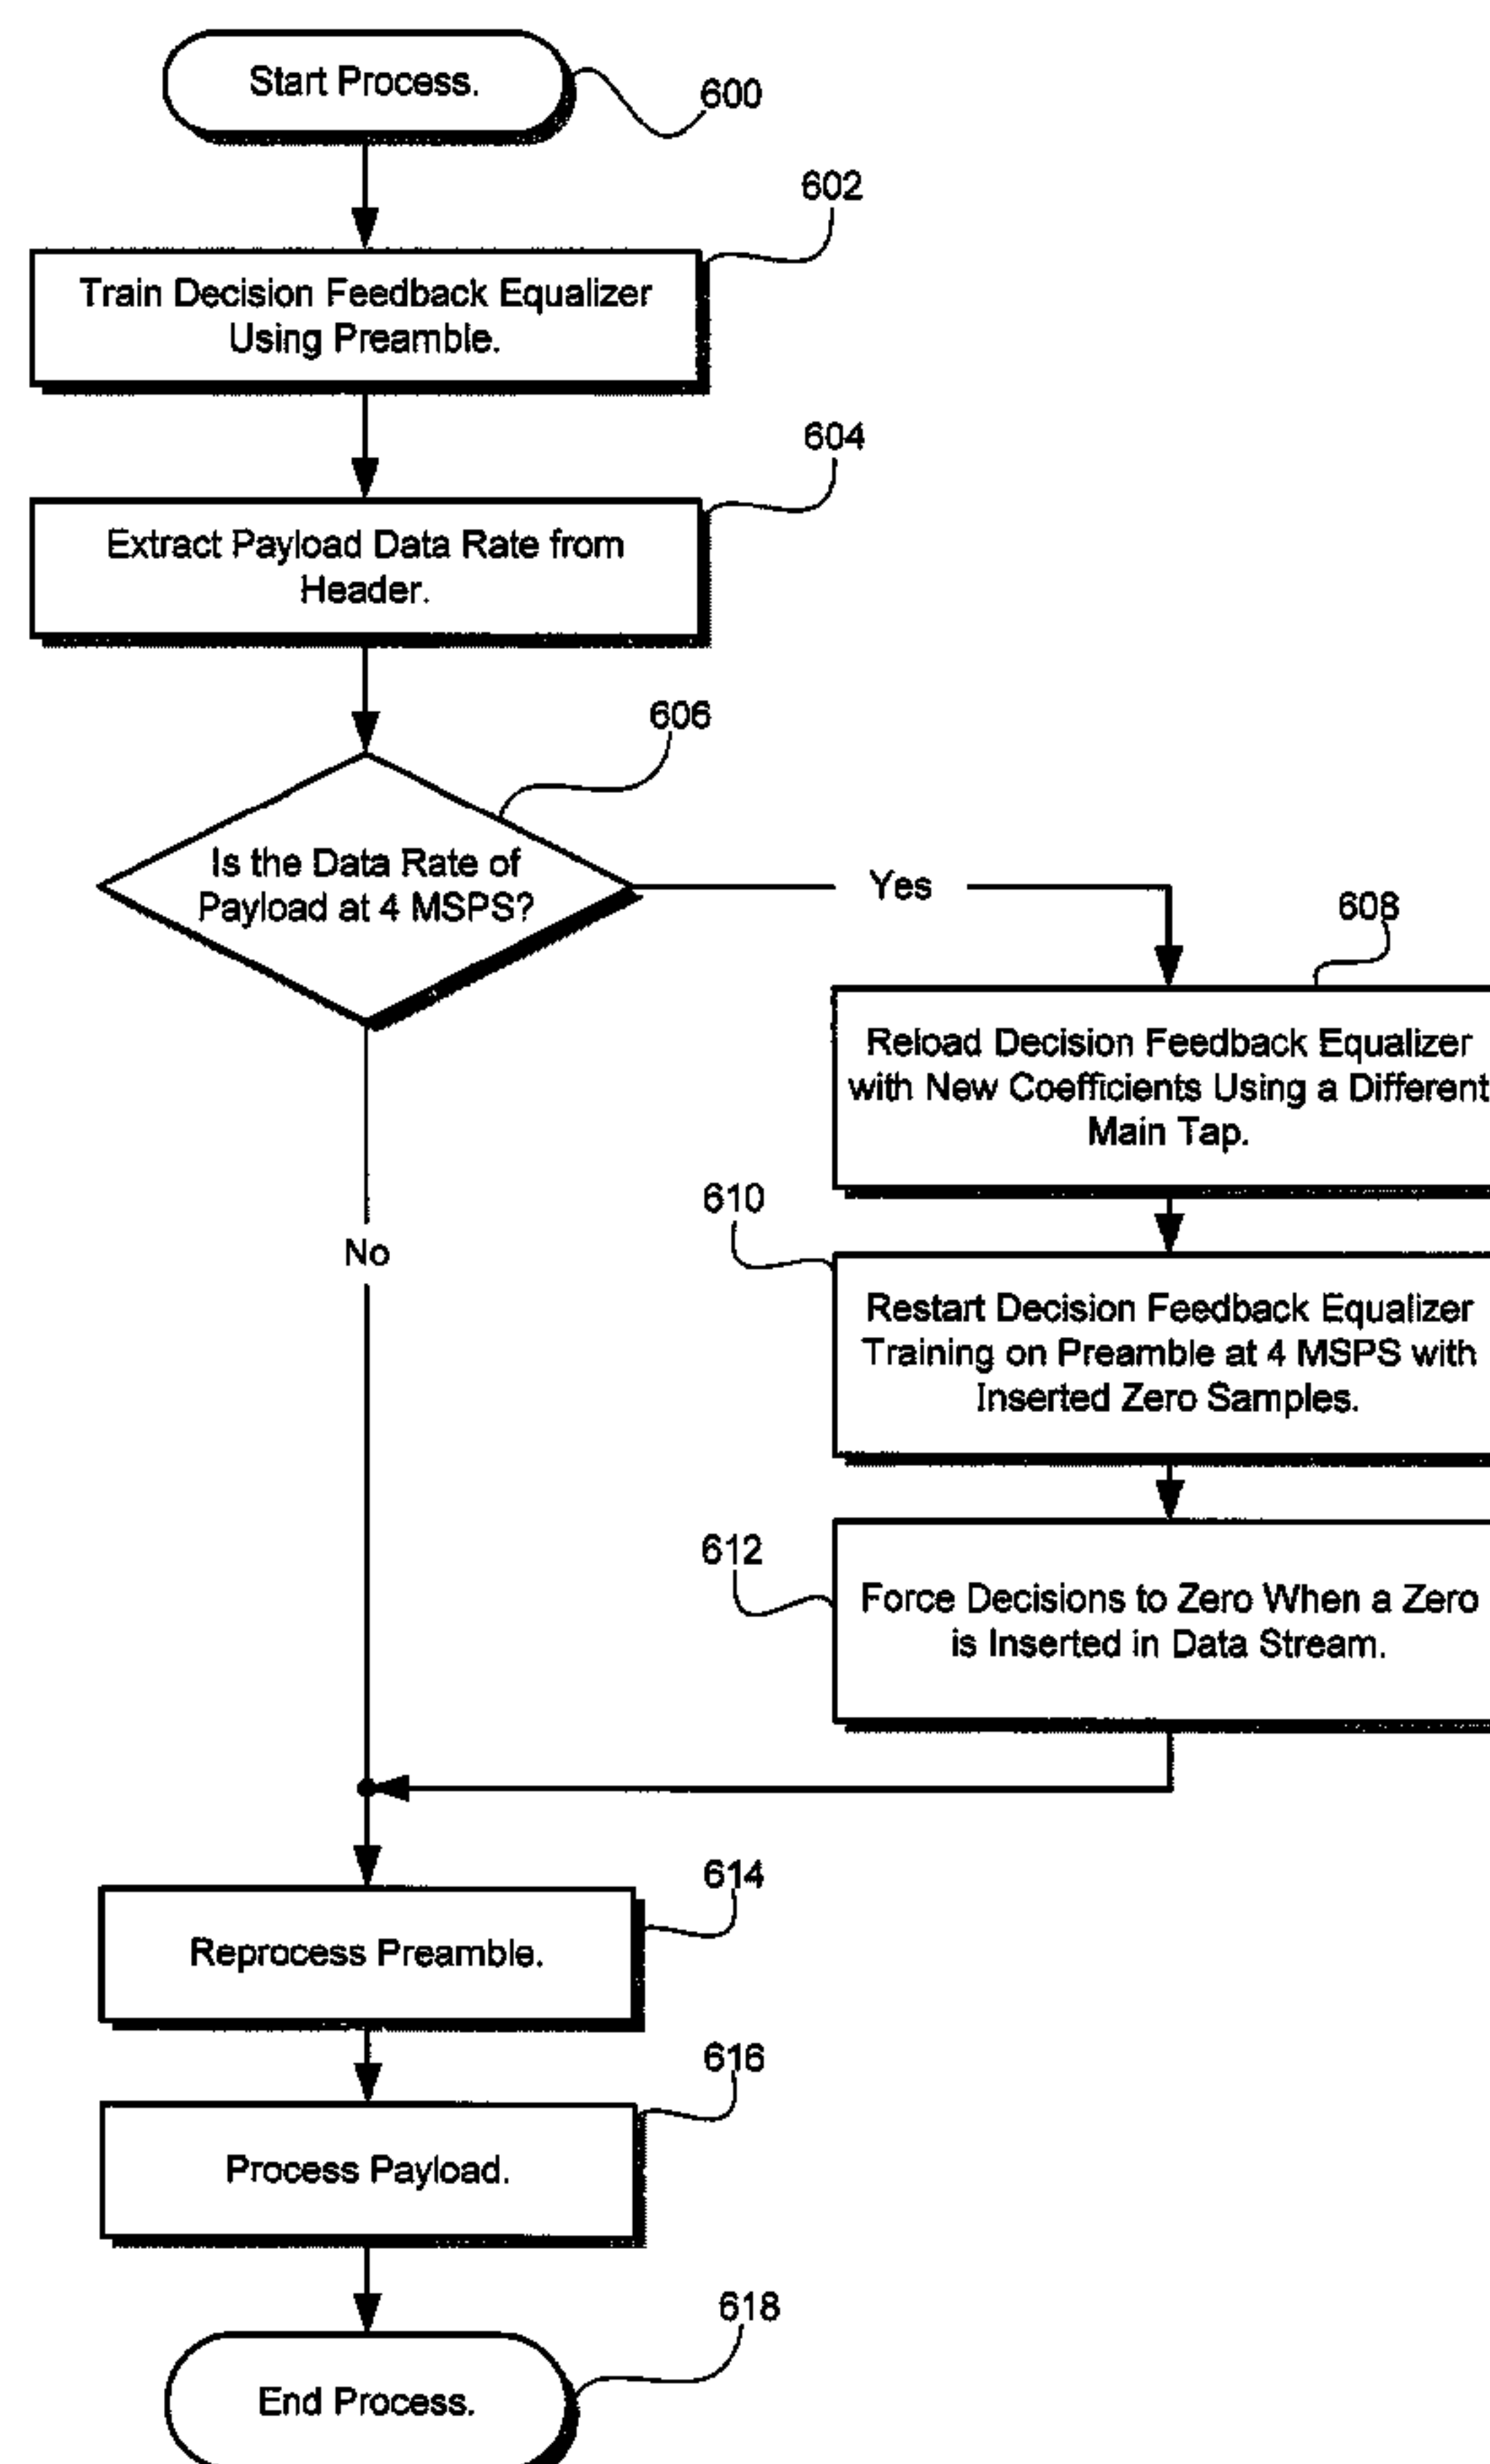 Start Process.
600
602
Train Decision Feedback Equalizer
Using Preamble.
604
Extract Payload Data Rate from
Header.
606
Is the Data Rate of
Payload at 4 MSPS?
Yes
608
Reload Decision Feedback Equalizer
with New Coefficients Using a Different
Main Tap.
610
No
Restart Decision Feedback Equalizer
Training on Preamble at 4 MSPS with
Inserted Zero Samples.
612
Force Decisions to Zero When a Zero
is Inserted in Data Stream.
614
Reprocess Preamble.
616
Process Payload.
618
End Process.